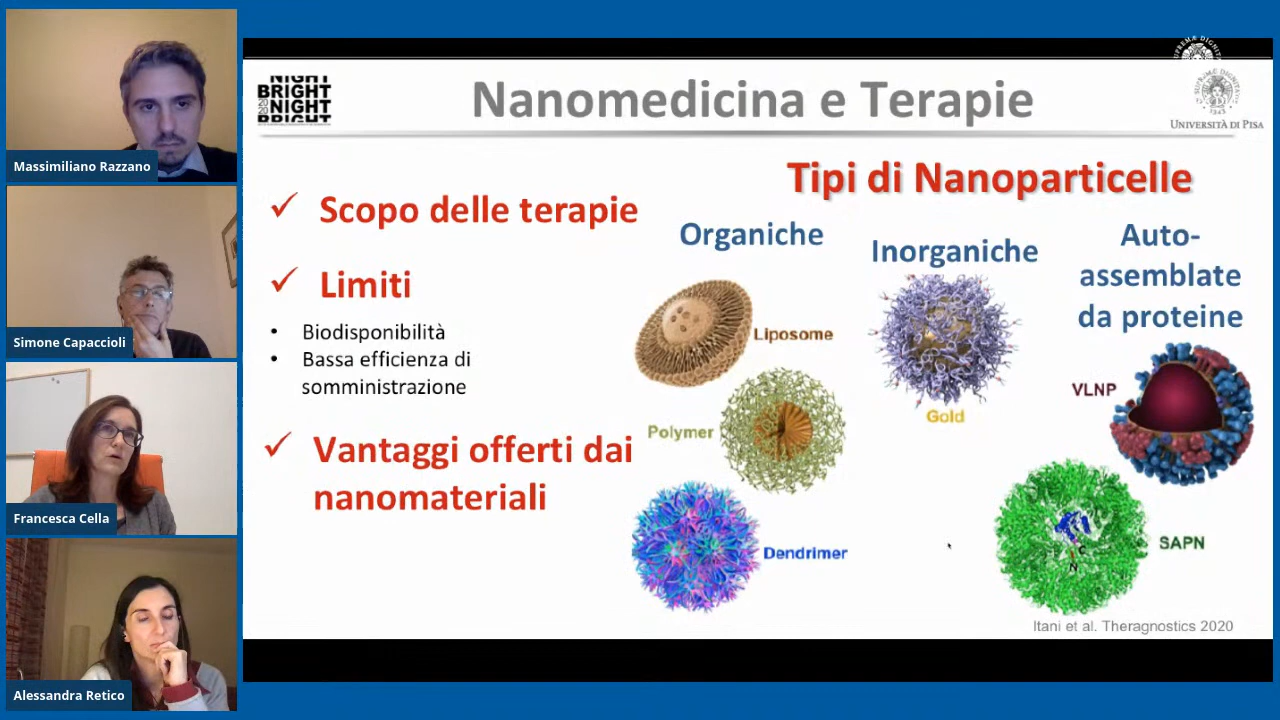 Massimiliano Razzano
Simone Capaccioli
Francesca Cella
Alessandra Retico
NIGHT
BRIGHT
NIGHT
BRIGHT
Nanomedicina e Terapie
UNIVERSITÀ DI PISA
✓ Scopo delle terapie
✓ Limiti
• Biodisponibilità
• Bassa efficienza di
somministrazione
✓ Vantaggi offerti dai
nanomateriali
Tipi di Nanoparticelle
Organiche
Liposome
Polymer
Dendrimer
Inorganiche
Gold
Auto-
assemblate
da proteine
VLNP
SAPN
C
N
Itani et al. Theragnostics 2020